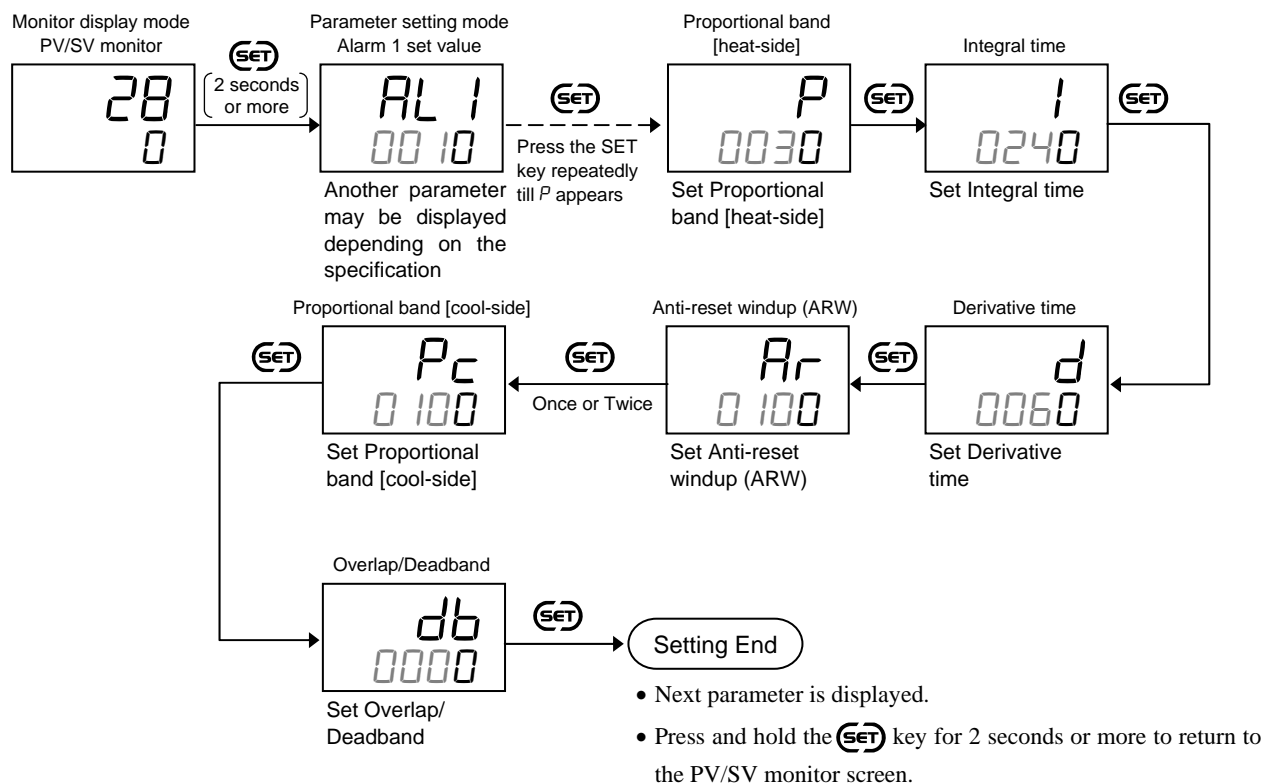 Monitor display mode
PV/SV monitor
SET
2 seconds
or more
28
0
Parameter setting mode
Alarm 1 set value
AL1
0010
Another parameter
may be displayed
depending on the
specification
SET
Press the SET
key repeatedly
till P appears
Proportional band
[heat-side]
P
0030
Set Proportional
band [heat-side]
SET
Integral time
I
0240
Set Integral time
SET
Derivative time
d
0060
Set Derivative
time
SET
Anti-reset windup (ARW)
Ar
0100
Set Anti-reset
windup (ARW)
SET
Once or Twice
Proportional band [cool-side]
Pc
0100
Set Proportional
band [cool-side]
SET
Overlap/Deadband
db
0000
Set Overlap/
Deadband
SET
Setting End
• Next parameter is displayed.
• Press and hold the SET key for 2 seconds or more to return to
the PV/SV monitor screen.